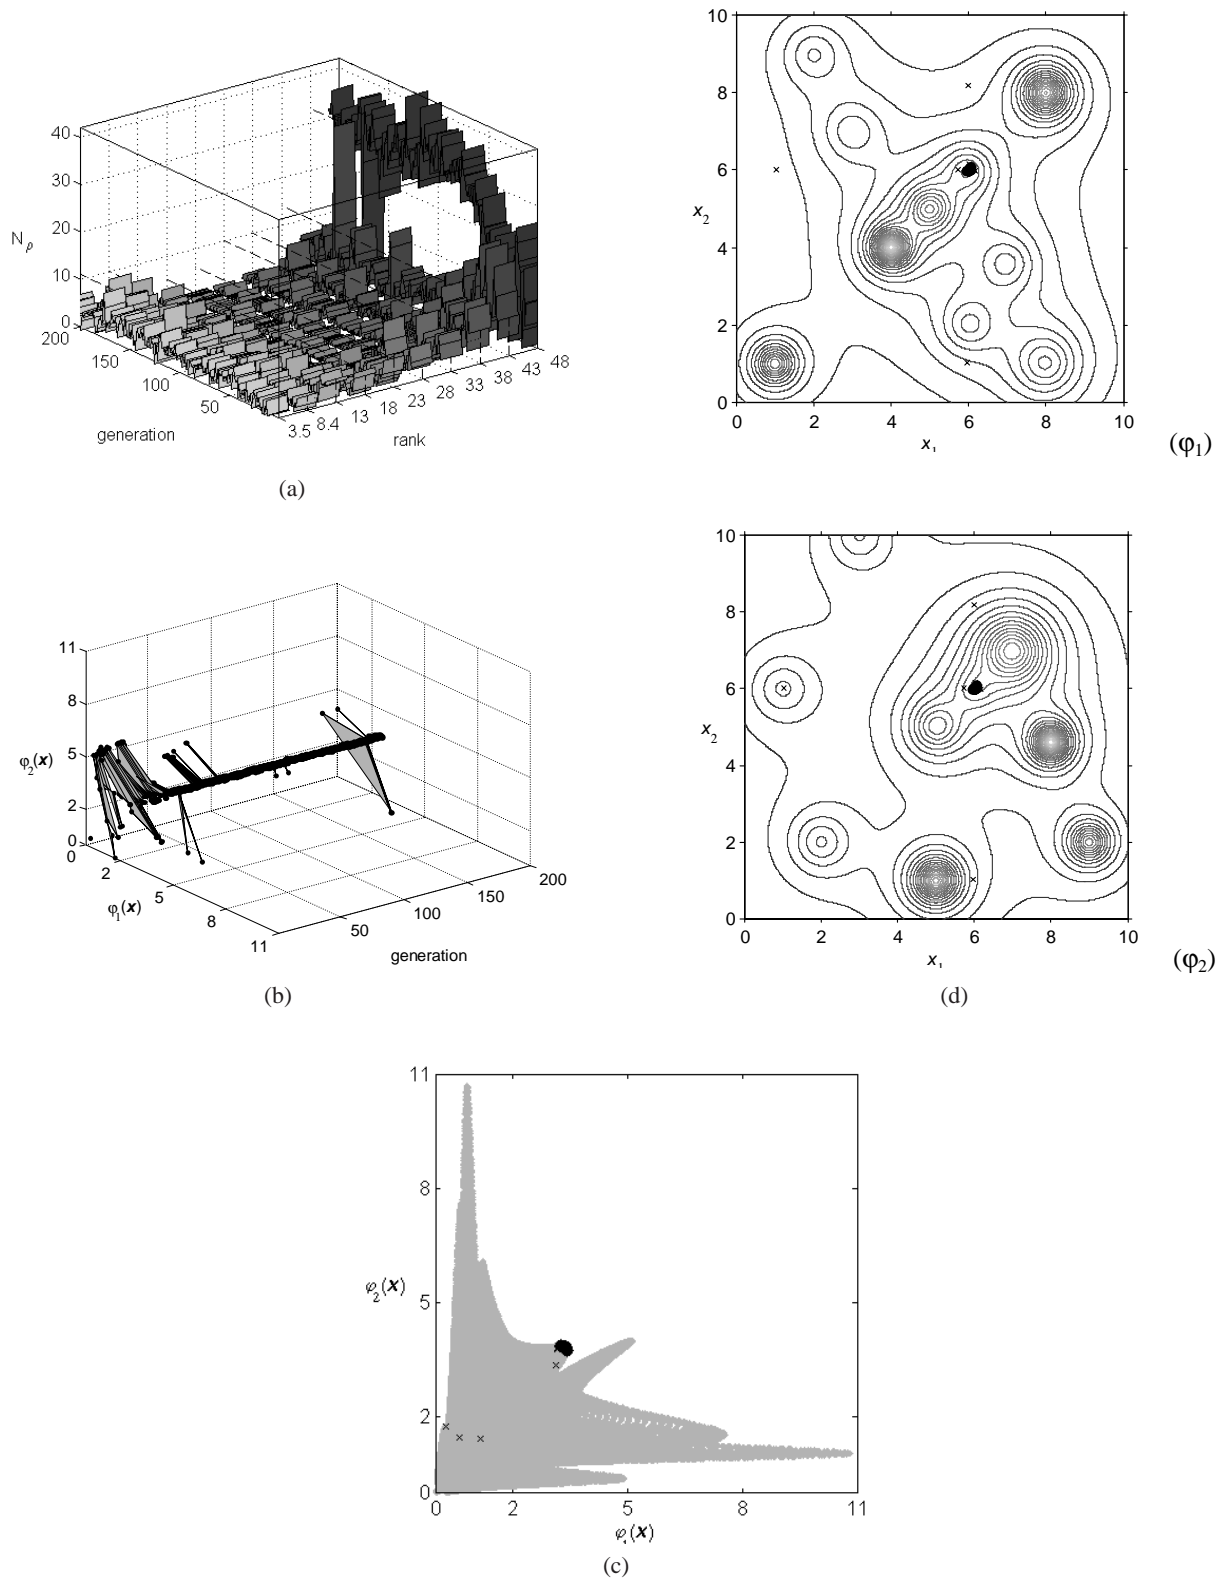 40
30
20
10
0
N_ρ
200
150
100
50
generation
3.5
8.4
13
18
23
28
33
38
43
48
rank
(a)
10
8
6
4
2
0
x₂
0 2 4 6 8 10
x₁
(φ₁)
11
8
5
2
0
φ₂(x)
0
2
5
8
11
φ₁(x)
50
100
150
200
generation
(b)
10
8
6
4
2
0
x₂
0 2 4 6 8 10
x₁
(φ₂)
(d)
11
8
5
2
0
φ₂(x)
0 2 5 8 11
φ₁(x)
(c)